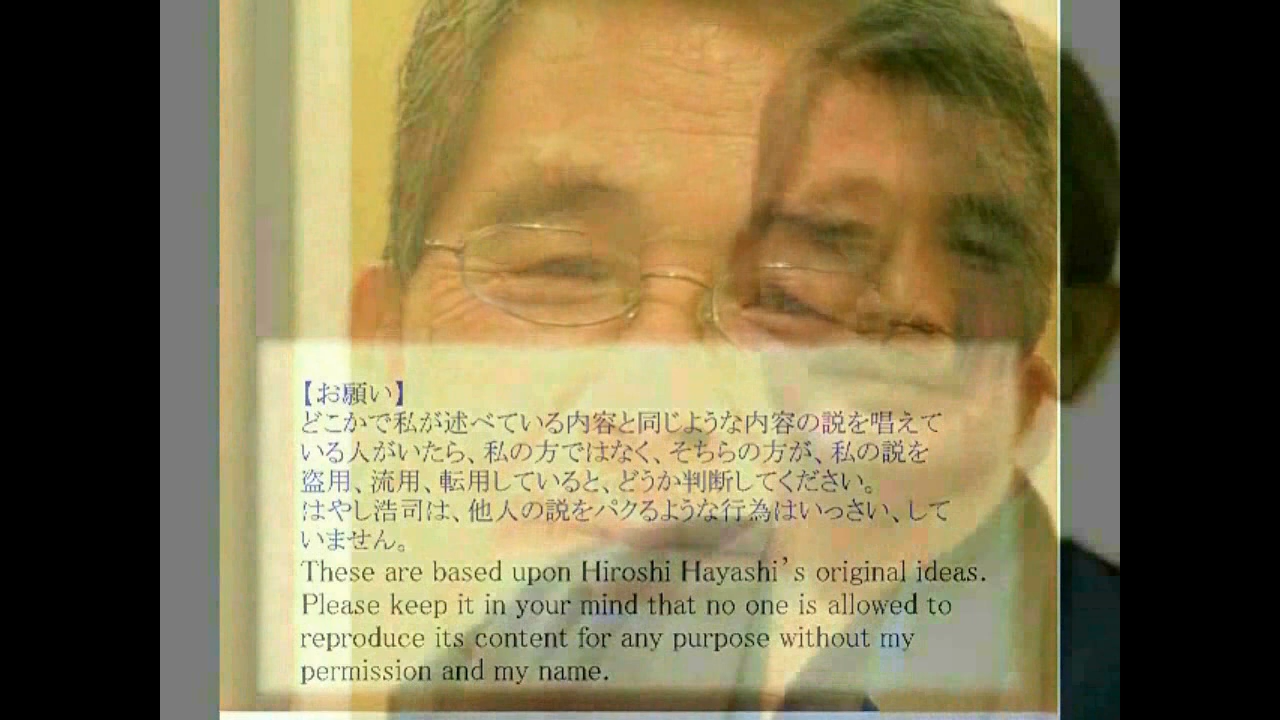 【お願い】
どこかで私が述べている内容と同じような内容の説を唱えて
いる人がいたら、私の方ではなく、そちらの方が、私の説を
盗用、流用、転用していると、どうか判断してください。
はやし浩司は、他人の説をパクるような行為はいっさい、して
いません。
These are based upon Hiroshi Hayashi's original ideas.
Please keep it in your mind that no one is allowed to
reproduce its content for any purpose without my
permission and my name.